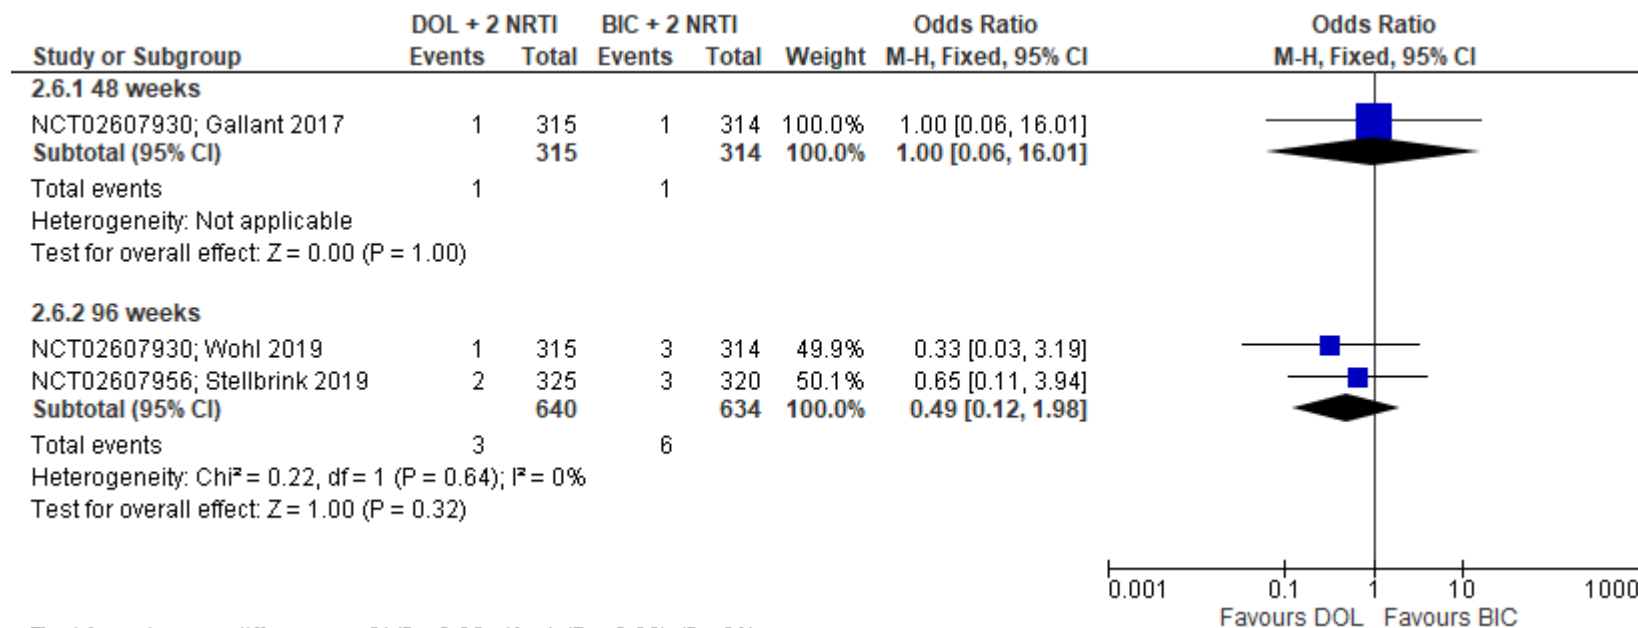 DOL + 2 NRTI BIC + 2 NRTI Odds Ratio Odds Ratio
Study or Subgroup Events Total Events Total Weight M-H, Fixed, 95% CI M-H, Fixed, 95% CI
2.6.1 48 weeks
NCT02607930; Gallant 2017 1 315 1 314 100.0% 1.00 [0.06, 16.01]
Subtotal (95% CI) 315 314 100.0% 1.00 [0.06, 16.01]
Total events 1 1
Heterogeneity: Not applicable
Test for overall effect: Z = 0.00 (P = 1.00)
2.6.2 96 weeks
NCT02607930; Wohl 2019 1 315 3 314 49.9% 0.33 [0.03, 3.19]
NCT02607956; Stellbrink 2019 2 325 3 320 50.1% 0.65 [0.11, 3.94]
Subtotal (95% CI) 640 634 100.0% 0.49 [0.12, 1.98]
Total events 3 6
Heterogeneity: Chi² = 0.22, df = 1 (P = 0.64); I² = 0%
Test for overall effect: Z = 1.00 (P = 0.32)
0.001 0.1 1 10 1000
Favours DOL Favours BIC